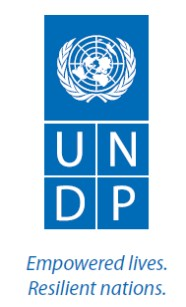 U N
D P
Empowered lives.
Resilient nations.